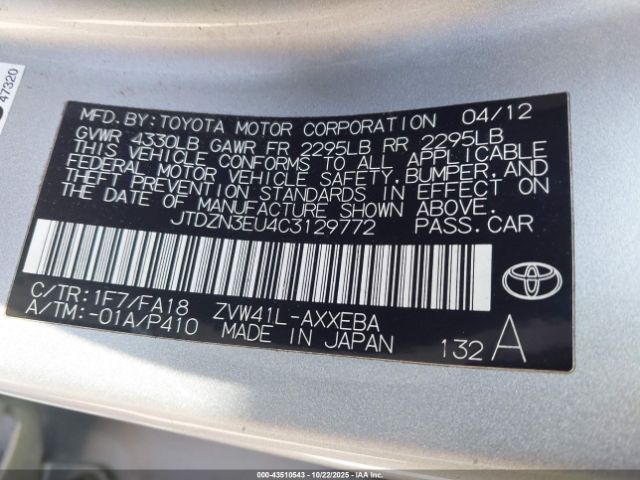 47320
MFD. BY: TOYOTA MOTOR CORPORATION 04/12
GVWR 4330LB GAWR FR 2295LB RR 2295LB
THIS VEHICLE CONFORMS TO ALL APPLICABLE
FEDERAL MOTOR VEHICLE SAFETY, BUMPER, AND
THEFT PREVENTION STANDARDS IN EFFECT ON
THE DATE OF MANUFACTURE SHOWN ABOVE.
JTDZN3EU4C3129772 PASS.CAR
C/TR:1F7/FA18 ZVW41L-AXXEBA
A/TM:-01A/P410 MADE IN JAPAN 132 A
© IAA Holdings, LLC
000-43510543 | 10/22/2025 | Copyright